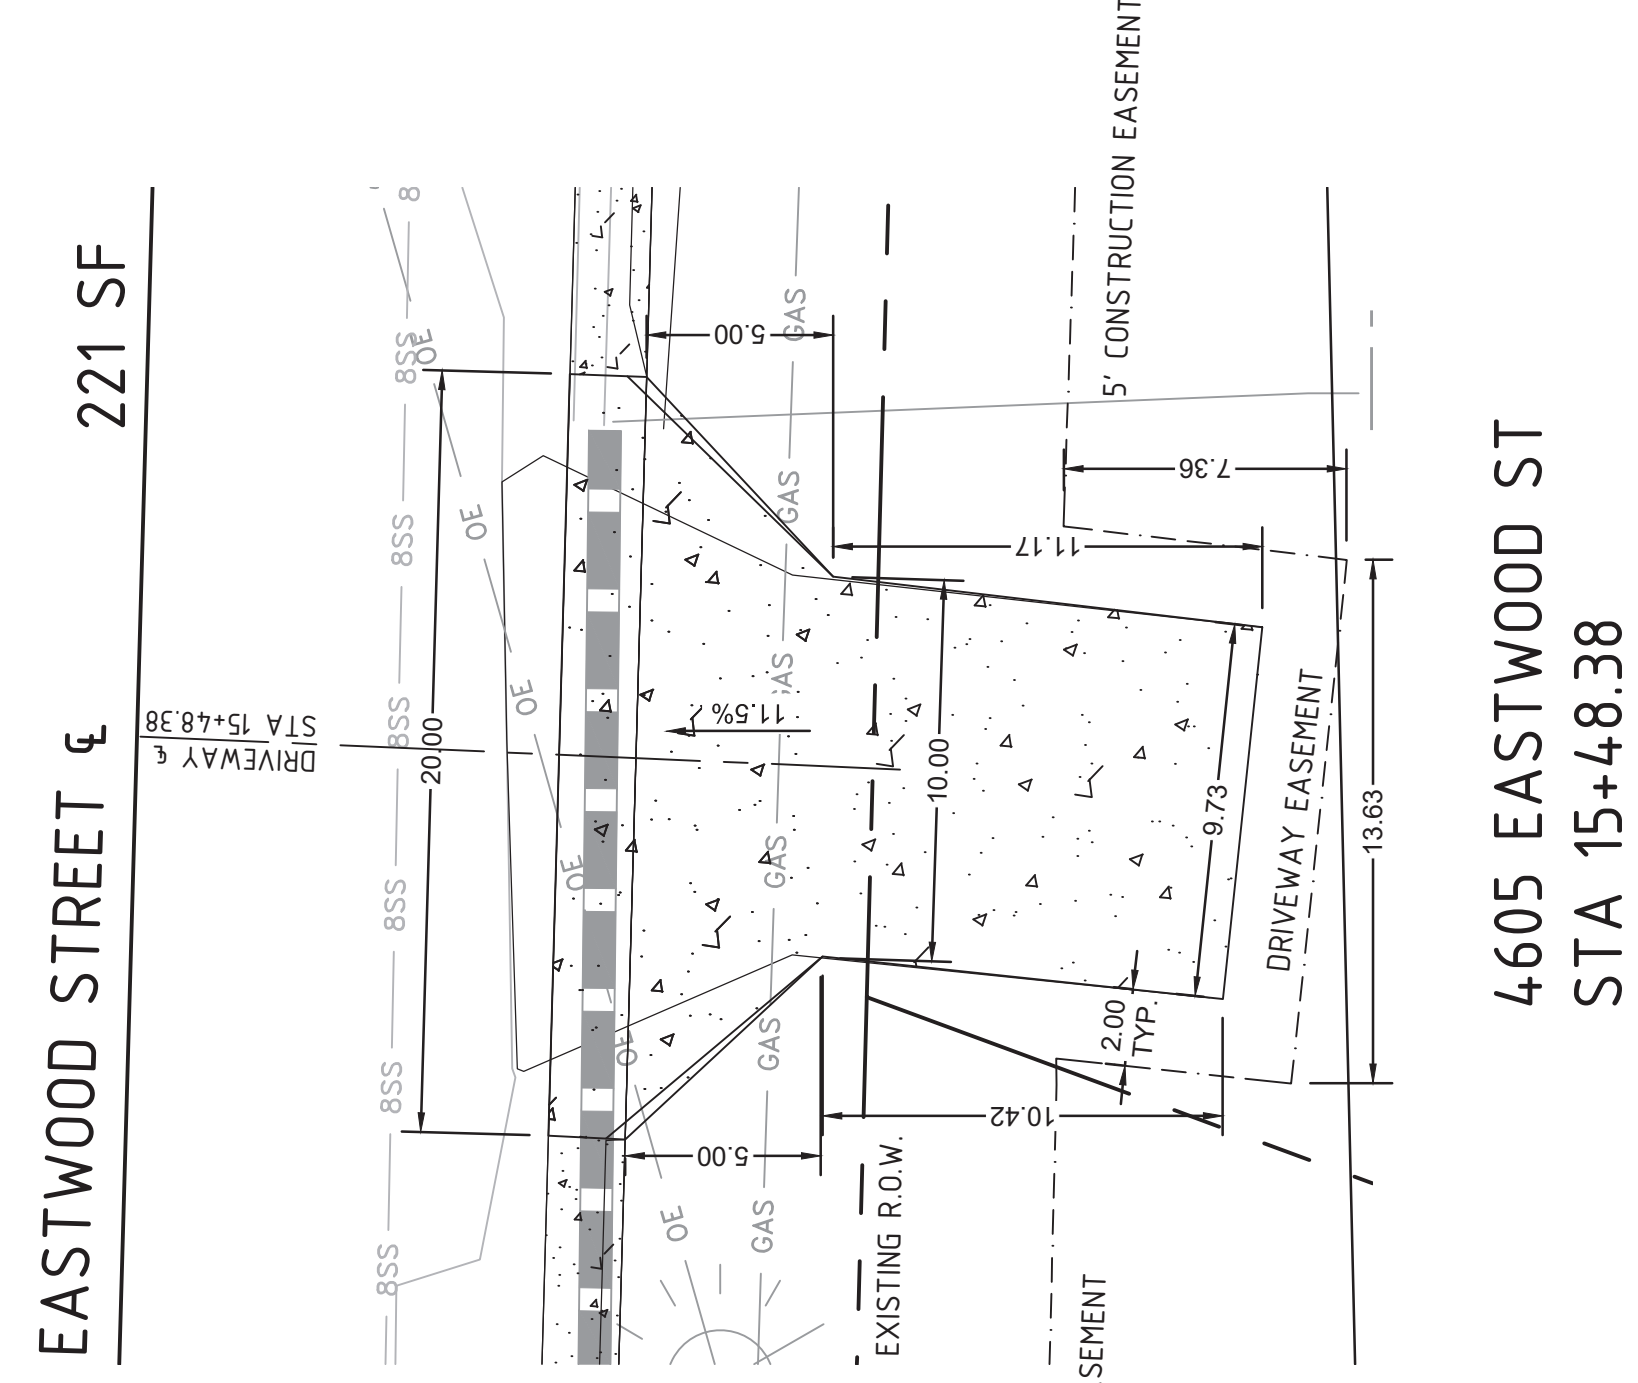 EASTWOOD STREET ℄
221 SF
DRIVEWAY ℄
STA 15+48.38
8
8SS
8SS
8SS
8SS
8SS
8SS
20.00
OE
OE
OE
OE
OE
OE
5.00
5.00
GAS
GAS
GAS
GAS
GAS
GAS
11.5%
EXISTING R.O.W.
10.00
11.17
10.42
7.36
5' CONSTRUCTION EASEMENT
SEMENT
2.00
TYP.
9.73
DRIVEWAY EASEMENT
13.63
4605 EASTWOOD ST
STA 15+48.38